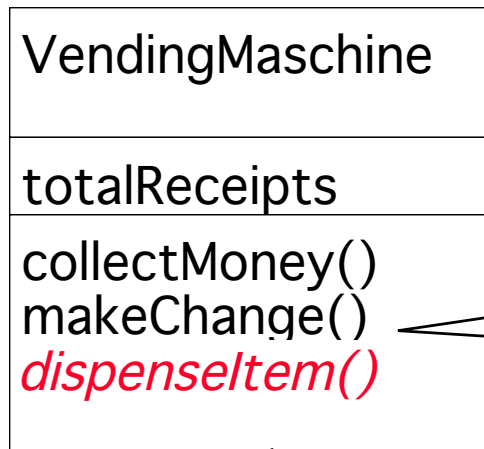 VendingMaschine
totalReceipts
collectMoney()
makeChange()
dispenseItem()